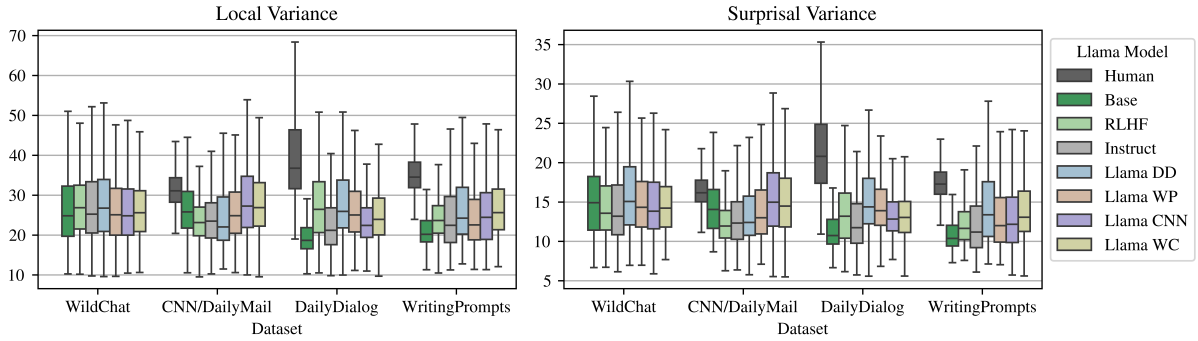 Local Variance
70
60
50
40
30
20
10
WildChat
CNN/DailyMail
DailyDialog
WritingPrompts
Dataset
Surprisal Variance
35
30
25
20
15
10
5
WildChat
CNN/DailyMail
DailyDialog
WritingPrompts
Dataset
Llama Model
Human
Base
RLHF
Instruct
Llama DD
Llama WP
Llama CNN
Llama WC